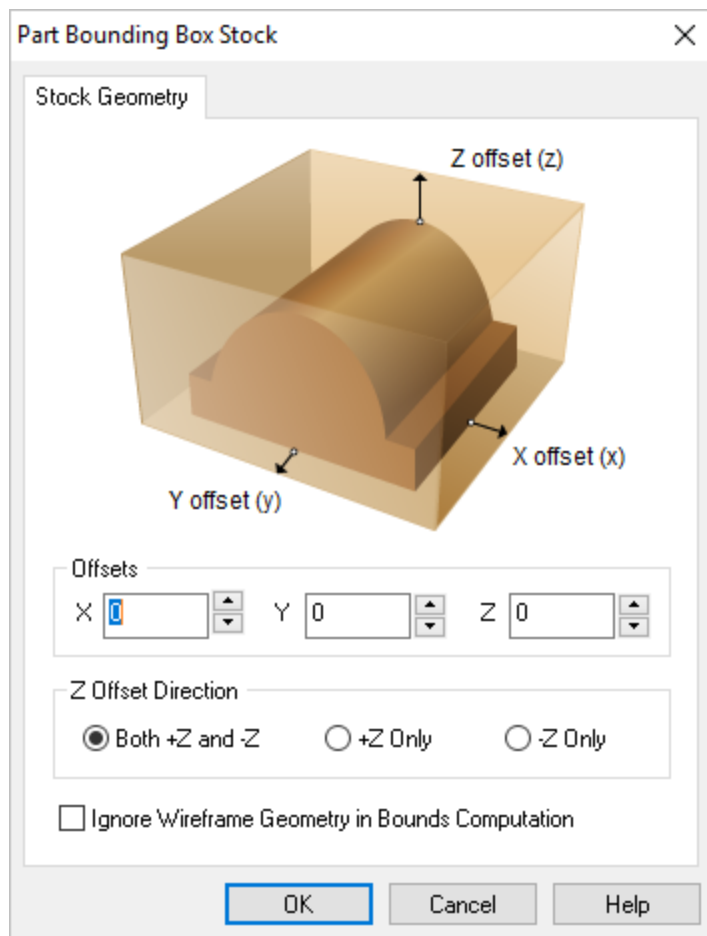 Part Bounding Box Stock
Stock Geometry
Z offset (z)
X offset (x)
Y offset (y)
Offsets
X 0 Y 0 Z 0
Z Offset Direction
Both +Z and -Z +Z Only -Z Only
Ignore Wireframe Geometry in Bounds Computation
OK Cancel Help